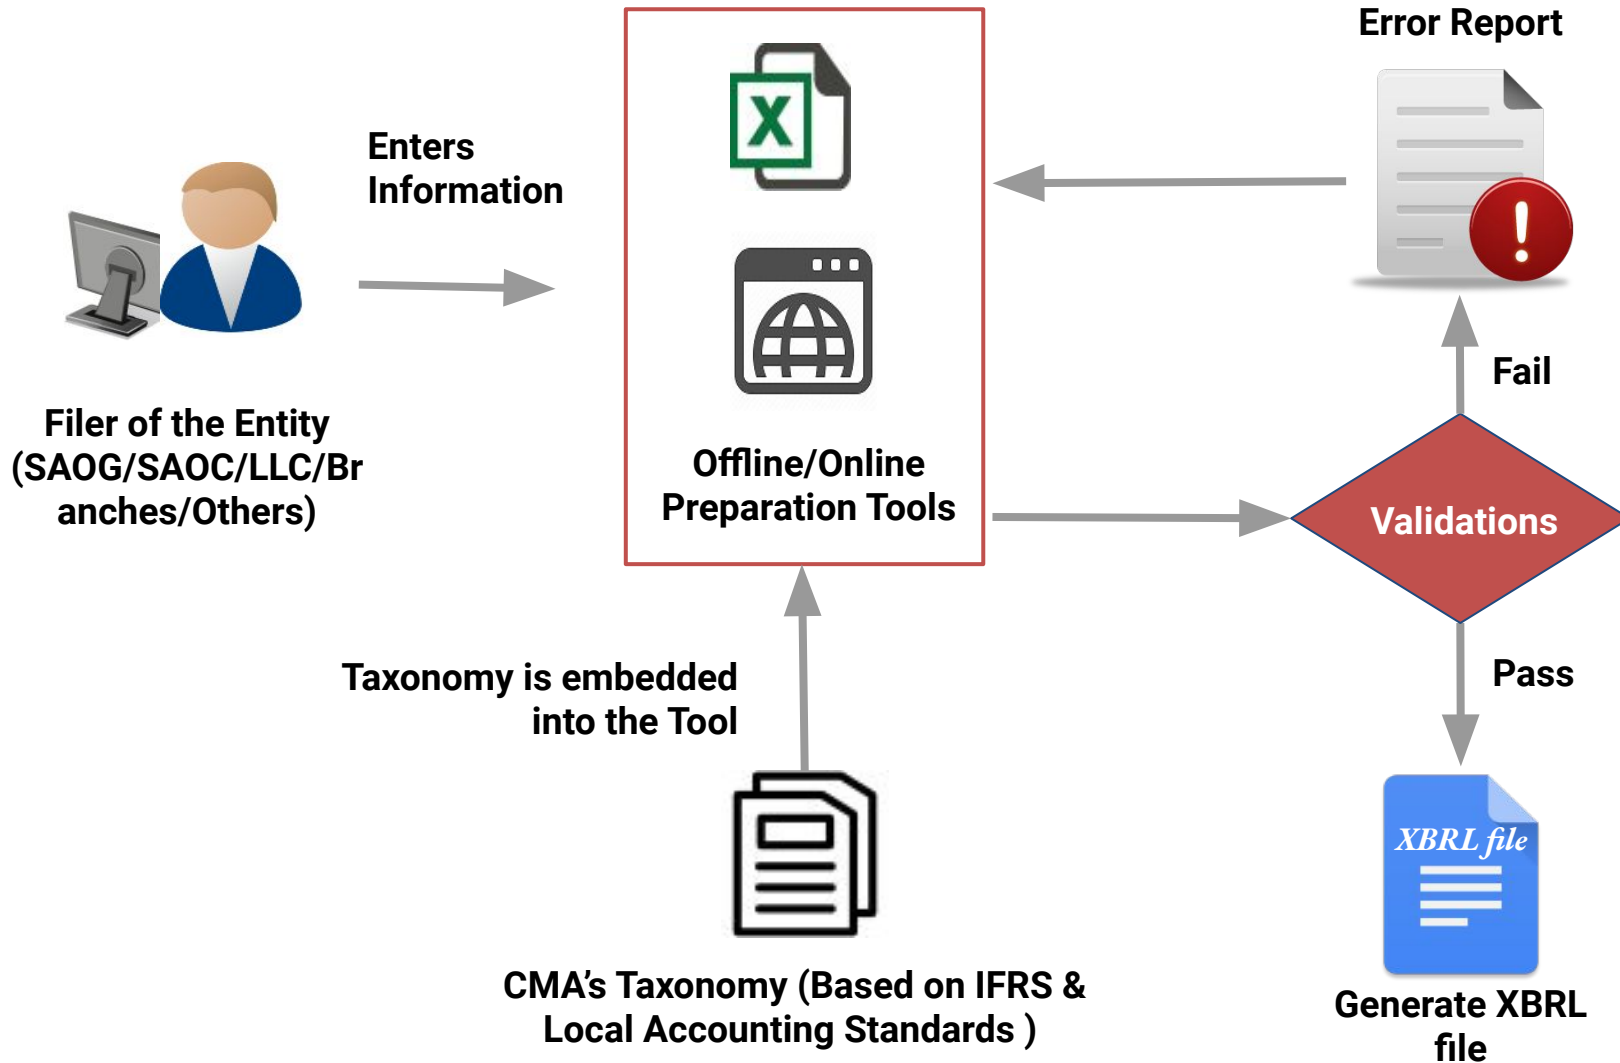 Error Report
X
Enters
Information
Fail
Filer of the Entity
(SAOG/SAOC/LLC/Br
anches/Others)
Offline/Online
Preparation Tools
Validations
Taxonomy is embedded
into the Tool
Pass
XBRL file
CMA’s Taxonomy (Based on IFRS &
Local Accounting Standards )
Generate XBRL
file